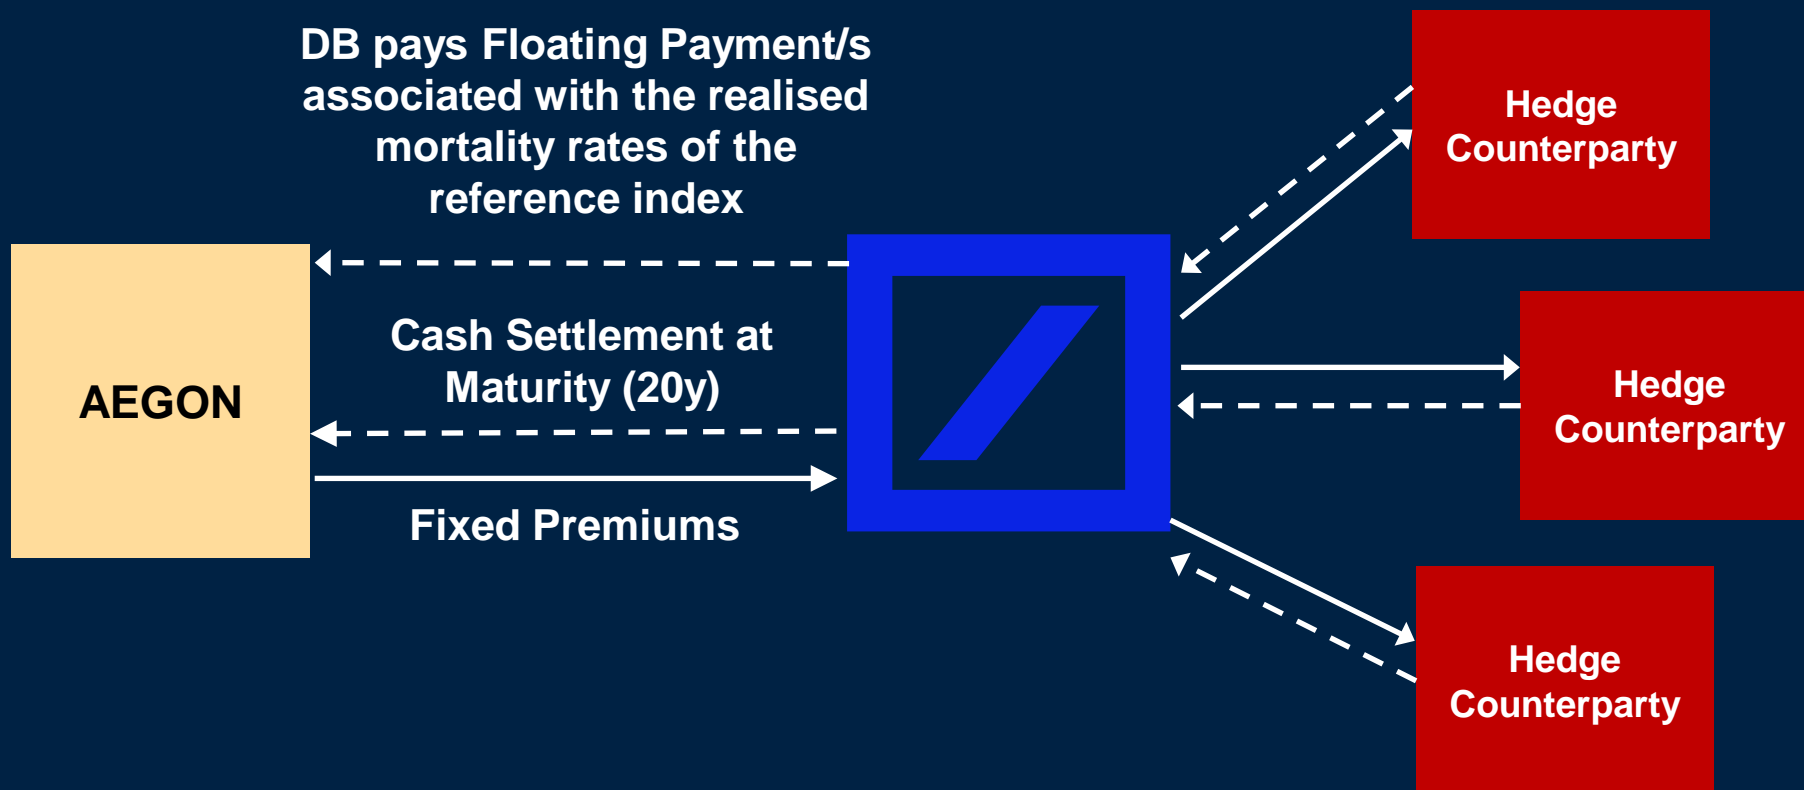 DB pays Floating Payment/s
associated with the realised
mortality rates of the
reference index
AEGON
Cash Settlement at
Maturity (20y)
Fixed Premiums
Hedge
Counterparty
Hedge
Counterparty
Hedge
Counterparty